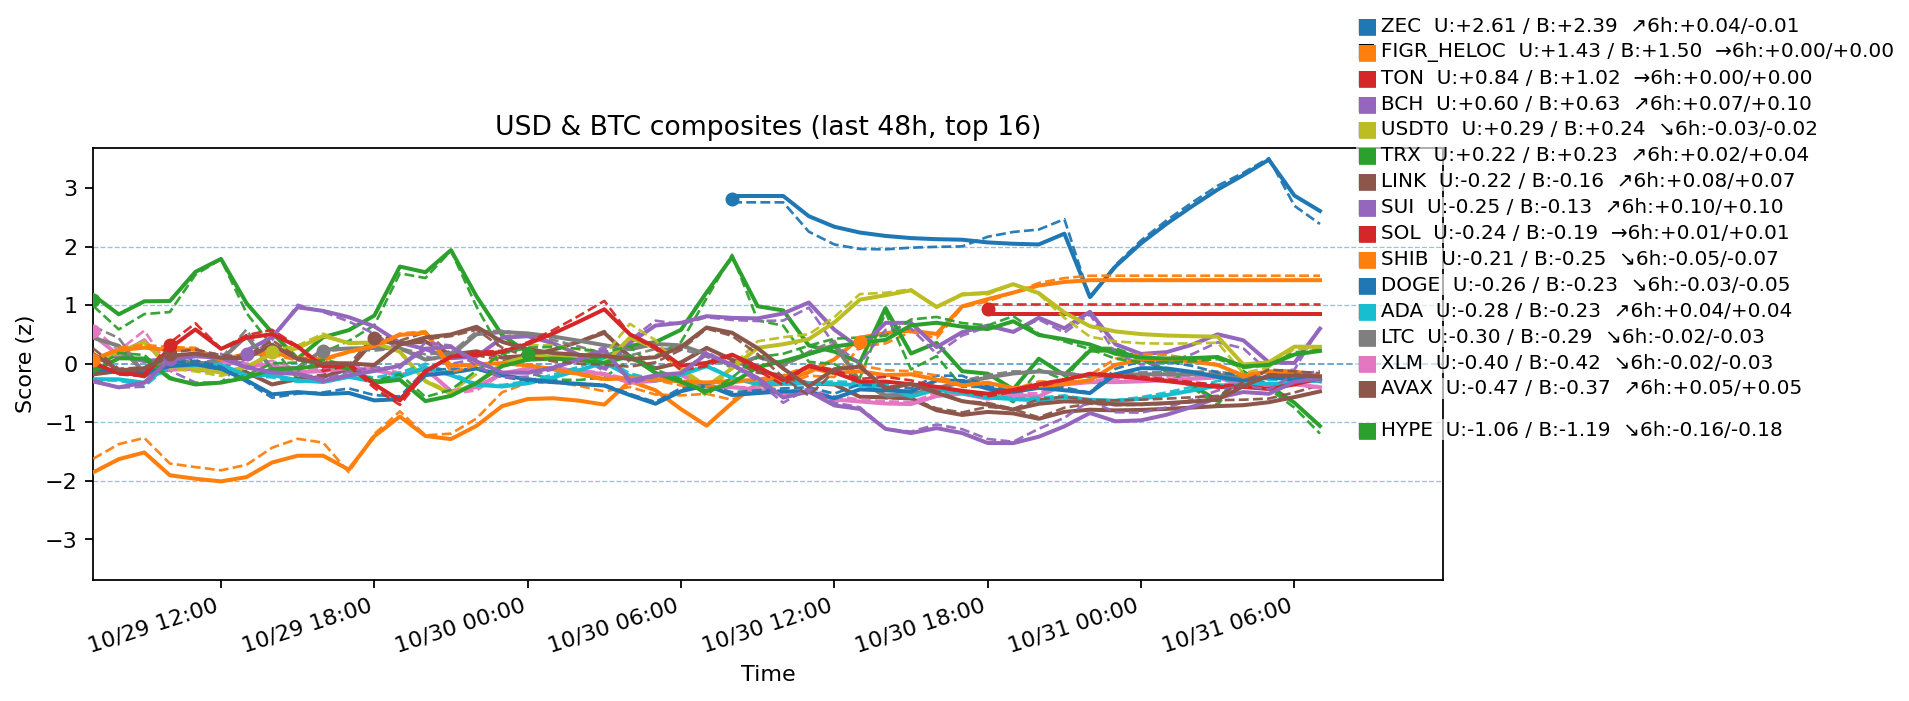 ZEC  U:+2.61 / B:+2.39  ↗6h:+0.04/-0.01
FIGR_HELOC  U:+1.43 / B:+1.50  →6h:+0.00/+0.00
TON  U:+0.84 / B:+1.02  →6h:+0.00/+0.00
BCH  U:+0.60 / B:+0.63  ↗6h:+0.07/+0.10
USDT0  U:+0.29 / B:+0.24  ↘6h:-0.03/-0.02
TRX  U:+0.22 / B:+0.23  ↗6h:+0.02/+0.04
LINK  U:-0.22 / B:-0.16  ↗6h:+0.08/+0.07
SUI  U:-0.25 / B:-0.13  ↗6h:+0.10/+0.10
SOL  U:-0.24 / B:-0.19  →6h:+0.01/+0.01
SHIB  U:-0.21 / B:-0.25  ↘6h:-0.05/-0.07
DOGE  U:-0.26 / B:-0.23  ↘6h:-0.03/-0.05
ADA  U:-0.28 / B:-0.23  ↗6h:+0.04/+0.04
LTC  U:-0.30 / B:-0.29  ↘6h:-0.02/-0.03
XLM  U:-0.40 / B:-0.42  ↘6h:-0.02/-0.03
AVAX  U:-0.47 / B:-0.37  ↗6h:+0.05/+0.05
HYPE  U:-1.06 / B:-1.19  ↘6h:-0.16/-0.18
USD & BTC composites (last 48h, top 16)
Score (z)
3
2
1
0
−1
−2
−3
10/29 12:00
10/29 18:00
10/30 00:00
10/30 06:00
10/30 12:00
10/30 18:00
10/31 00:00
10/31 06:00
Time